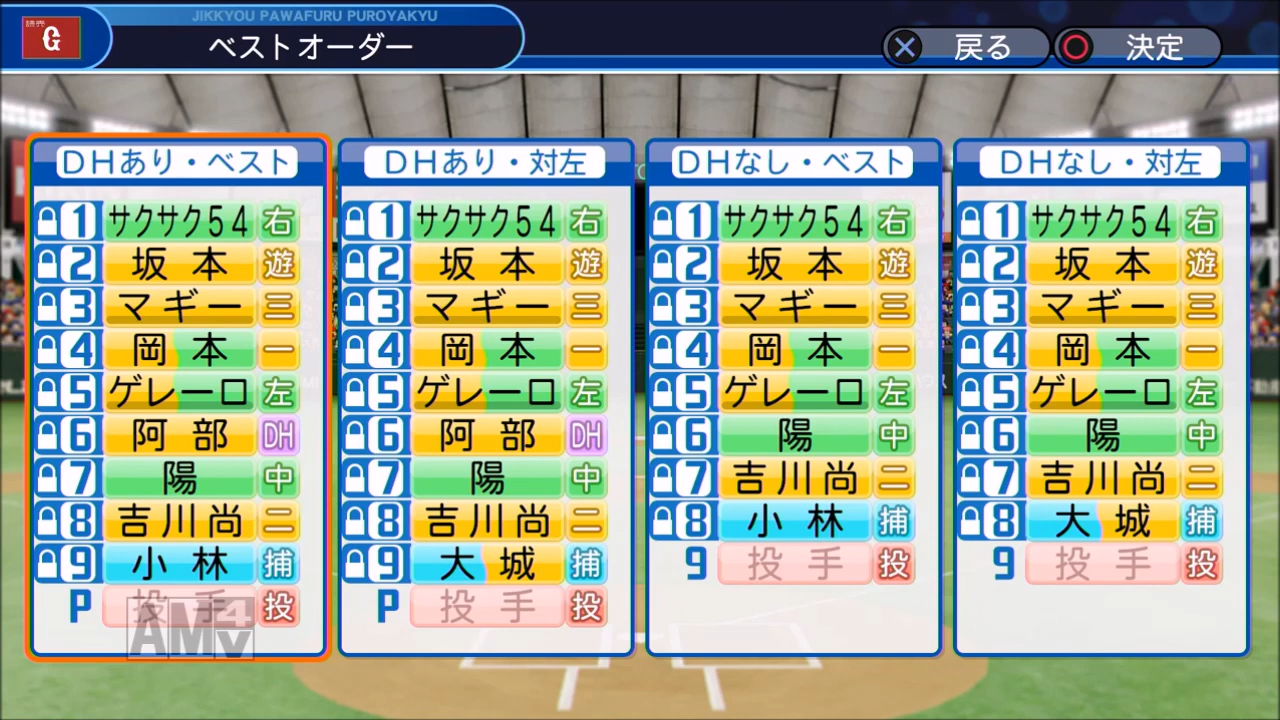 読売
G
JIKKYOU PAWAFURU PUROYAKYU
ベストオーダー
戻る
決定
DHあり・ベスト
1 サクサク54 右
2 坂本 遊
3 マギー 三
4 岡本 一
5 ゲレーロ 左
6 阿部 DH
7 陽 中
8 吉川尚 二
9 小林 捕
P 投手 投
DHあり・対左
1 サクサク54 右
2 坂本 遊
3 マギー 三
4 岡本 一
5 ゲレーロ 左
6 阿部 DH
7 陽 中
8 吉川尚 二
9 大城 捕
P 投手 投
DHなし・ベスト
1 サクサク54 右
2 坂本 遊
3 マギー 三
4 岡本 一
5 ゲレーロ 左
6 陽 中
7 吉川尚 二
8 小林 捕
9 投手 投
DHなし・対左
1 サクサク54 右
2 坂本 遊
3 マギー 三
4 岡本 一
5 ゲレーロ 左
6 陽 中
7 吉川尚 二
8 大城 捕
9 投手 投
AM4v